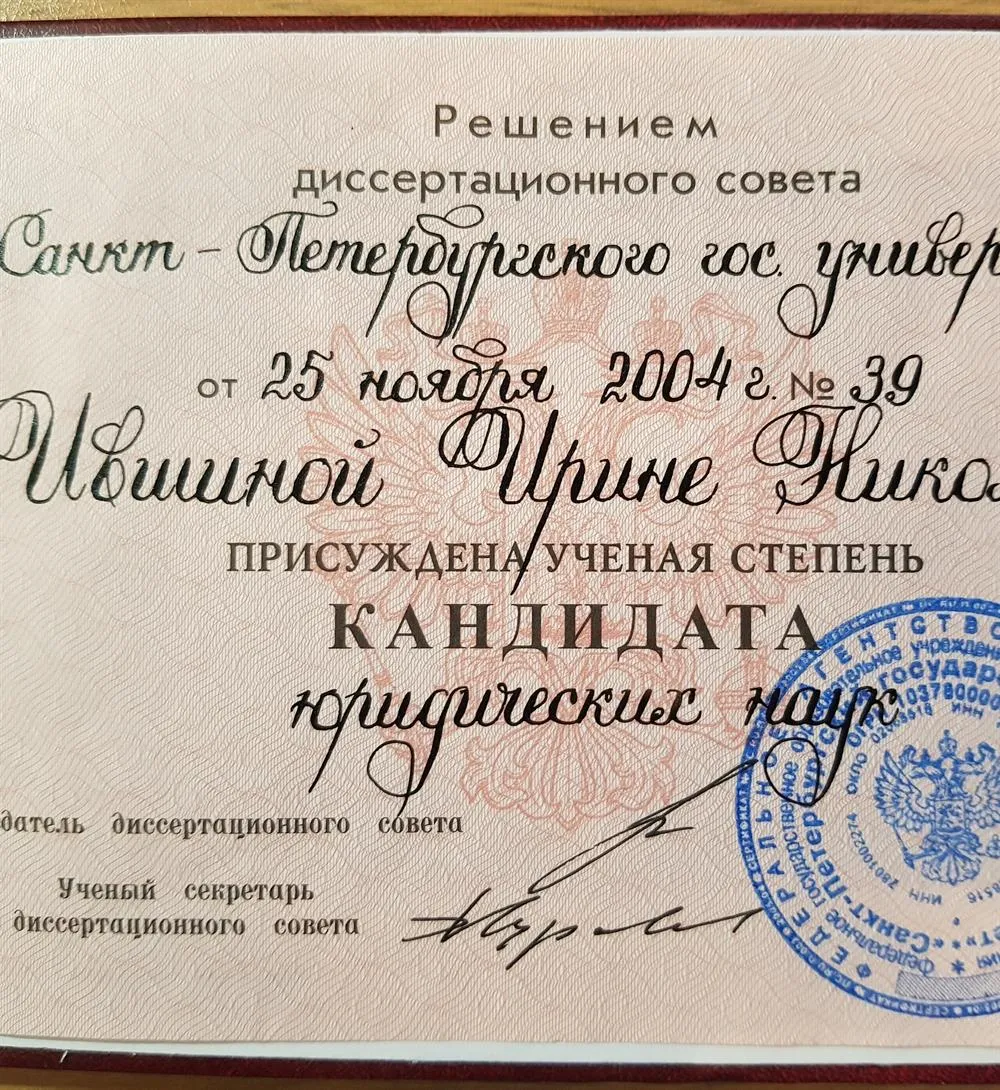 Решением
диссертационного совета
Санкт-Петербургского гос. универ
от 25 ноября 2004 г. № 39
Ившиной Ирине Никол
ПРИСУЖДЕНА УЧЕНАЯ СТЕПЕНЬ
КАНДИДАТА
юридических наук
датель диссертационного совета
Ученый секретарь
диссертационного совета